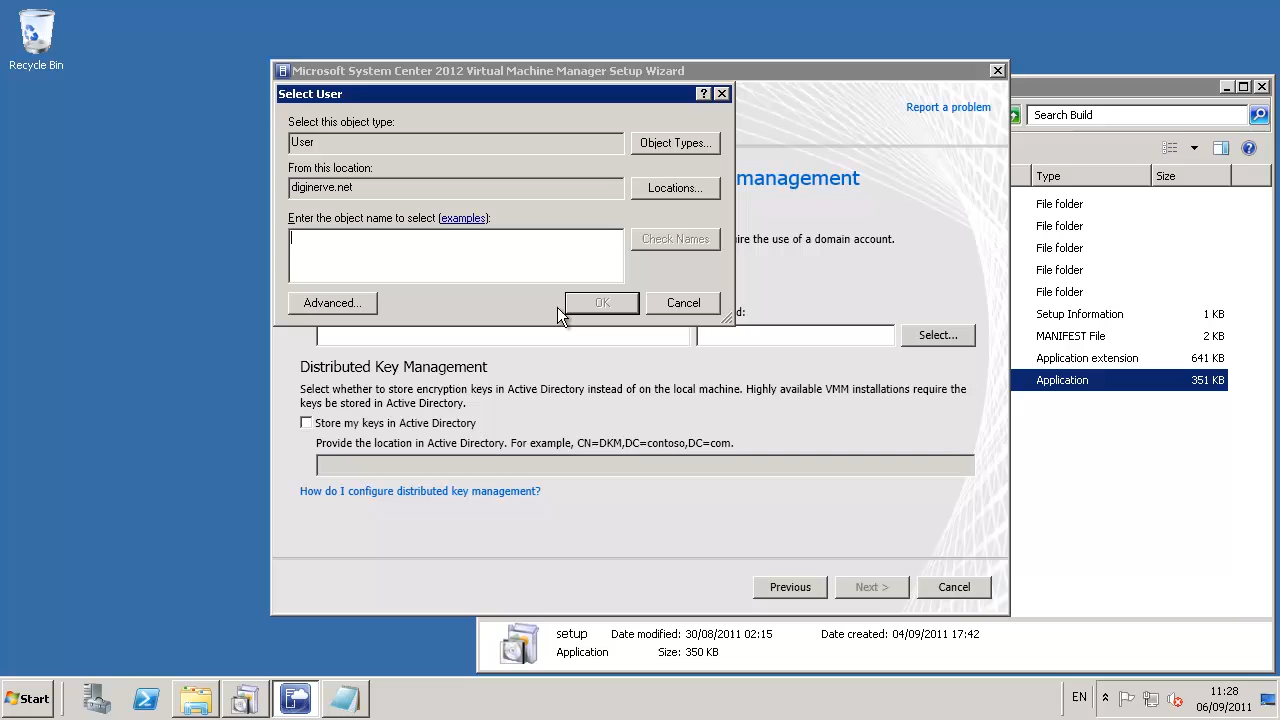 Recycle Bin
Microsoft System Center 2012 Virtual Machine Manager Setup Wizard
Select User
Report a problem
Search Build
Select this object type:
User
Object Types...
From this location:
diginerve.net
Locations...
Enter the object name to select (examples):
Check Names
Advanced...
OK
Cancel
management
ire the use of a domain account.
d:
Select...
Distributed Key Management
Select whether to store encryption keys in Active Directory instead of on the local machine. Highly available VMM installations require the
keys be stored in Active Directory.
Store my keys in Active Directory
Provide the location in Active Directory. For example, CN=DKM,DC=contoso,DC=com.
How do I configure distributed key management?
Previous
Next >
Cancel
Type
Size
File folder
File folder
File folder
File folder
File folder
Setup Information
1 KB
MANIFEST File
2 KB
Application extension
641 KB
Application
351 KB
setup
Date modified: 30/08/2011 02:15
Date created: 04/09/2011 17:42
Application
Size: 350 KB
Start
EN
11:28
06/09/2011